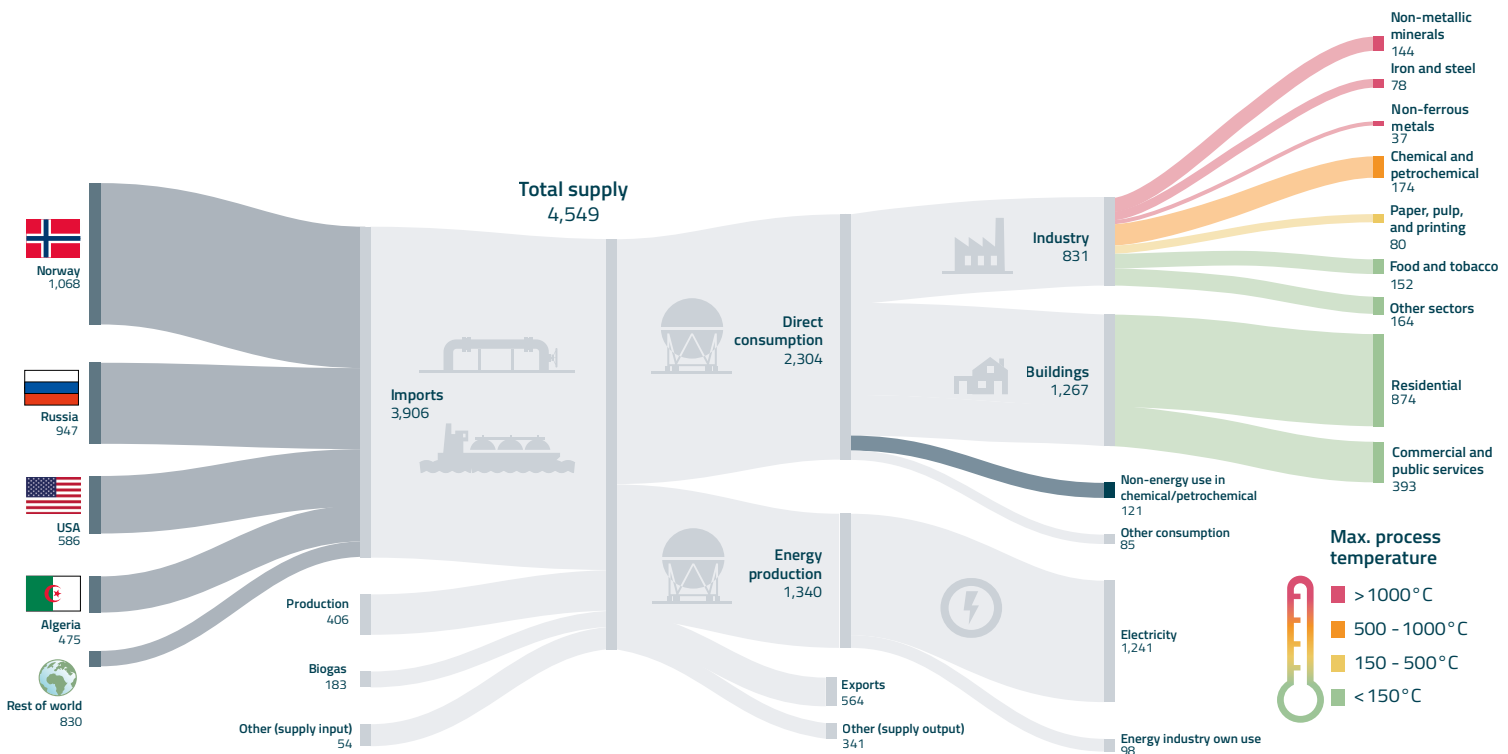 Non-metallic
minerals
144
Iron and steel
78
Non-ferrous
metals
37
Chemical and
petrochemical
174
Paper, pulp,
and printing
80
Food and tobacco
152
Other sectors
164
Residential
874
Commercial and
public services
393
Total supply
4,549
Norway
1,068
Russia
947
USA
586
Algeria
475
Rest of world
830
Imports
3,906
Production
406
Biogas
183
Other (supply input)
54
Direct
consumption
2,304
Energy
production
1,340
Exports
564
Other (supply output)
341
Industry
831
Buildings
1,267
Non-energy use in
chemical/petrochemical
121
Other consumption
85
Electricity
1,241
Energy industry own use
98
Max. process
temperature
>1000°C
500 - 1000°C
150 - 500°C
<150°C